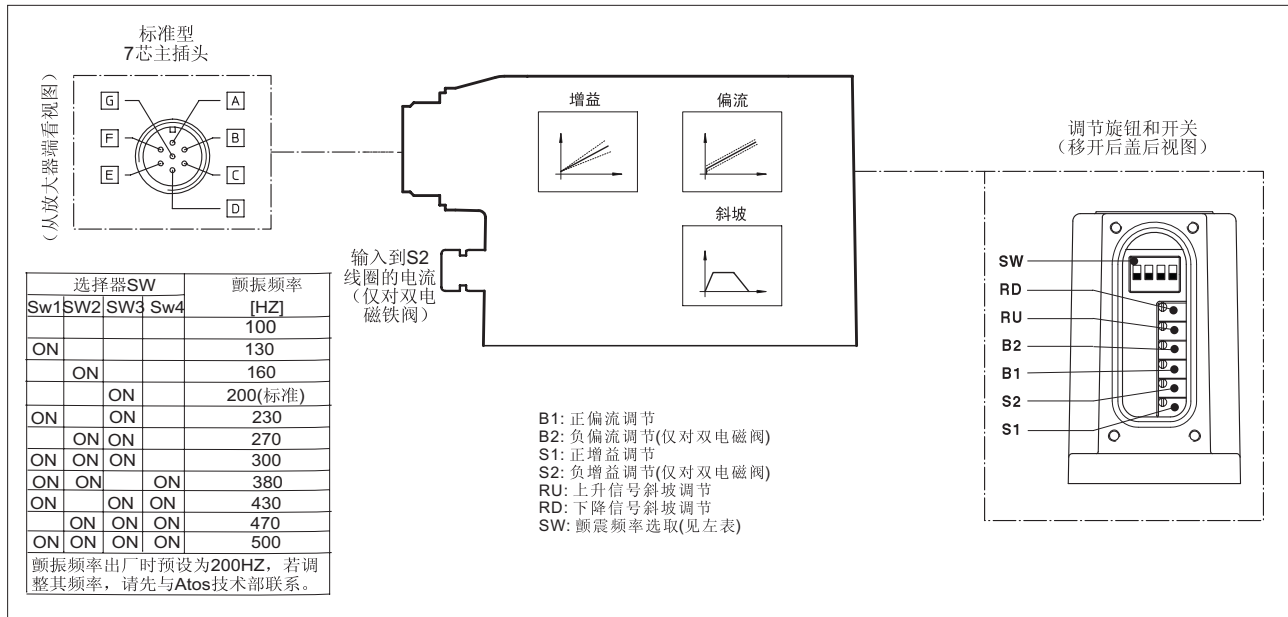 标准型
7芯主插头
(从放大器端看视图)
G
A
F
B
E
C
D
增益
偏流
斜坡
输入到S2
线圈的电流
（仅对双电
磁铁阀）
调节旋钮和开关
（移开后盖后视图）
SW
RD
RU
B2
B1
S2
S1
选择器SW 颤振频率
Sw1 SW2 SW3 Sw4 [HZ]
100
ON 130
ON 160
ON 200(标准)
ON ON 230
ON ON 270
ON ON ON 300
ON ON ON 380
ON ON ON 430
ON ON ON 470
ON ON ON ON 500
颤振频率出厂时预设为200HZ，若调
整其频率，请先与Atos技术部联系。
B1: 正偏流调节
B2: 负偏流调节(仅对双电磁阀)
S1: 正增益调节
S2: 负增益调节(仅对双电磁阀)
RU: 上升信号斜坡调节
RD: 下降信号斜坡调节
SW: 颤震频率选取(见左表)